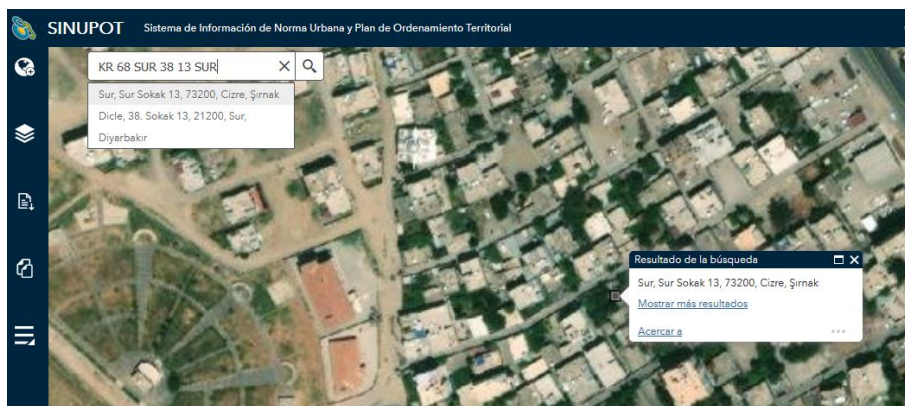 SINUPOT Sistema de Información de Norma Urbana y Plan de Ordenamiento Territorial
KR 68 SUR 38 13 SUR
Sur, Sur Sokak 13, 73200, Cizre, Şırnak
Dicle, 38. Sokak 13, 21200, Sur,
Diyarbakır
Resultado de la búsqueda
Sur, Sur Sokak 13, 73200, Cizre, Şırnak
Mostrar más resultados
Acercar a